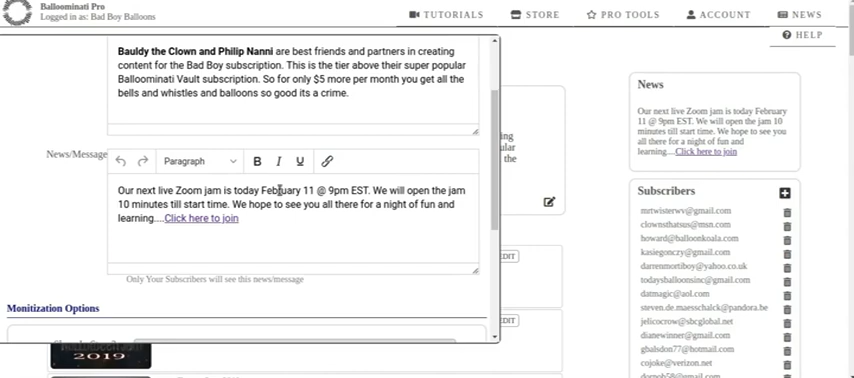 Balloominati Pro
Logged in as: Bad Boy Balloons
TUTORIALS
STORE
PRO TOOLS
ACCOUNT
NEWS
HELP
Bauldy the Clown and Philip Nanni are best friends and partners in creating
content for the Bad Boy subscription. This is the tier above their super popular
Balloominati Vault subscription. So for only $5 more per month you get all the
bells and whistles and balloons so good its a crime.
News/Message
Paragraph
B
I
U
Our next live Zoom jam is today February 11 @ 9pm EST. We will open the jam
10 minutes till start time. We hope to see you all there for a night of fun and
learning....Click here to join
Only Your Subscribers will see this news/message
Monitization Options
2019
ing
ular
the
EDIT
EDIT
News
Our next live Zoom jam is today February
11 @ 9pm EST. We will open the jam 10
minutes till start time. We hope to see you
all there for a night of fun and
learning....Click here to join
Subscribers
mrtwisterwv@gmail.com
clownsthatsus@msn.com
howard@balloonkoala.com
kasiegonczy@gmail.com
darrenmortiboy@yahoo.co.uk
todaysballoonsinc@gmail.com
datmagic@aol.com
steven.de.maesschalck@pandora.be
jelicocrow@sbcglobal.net
dianewinner@gmail.com
gbalsdon77@hotmail.com
cojoke@verizon.net